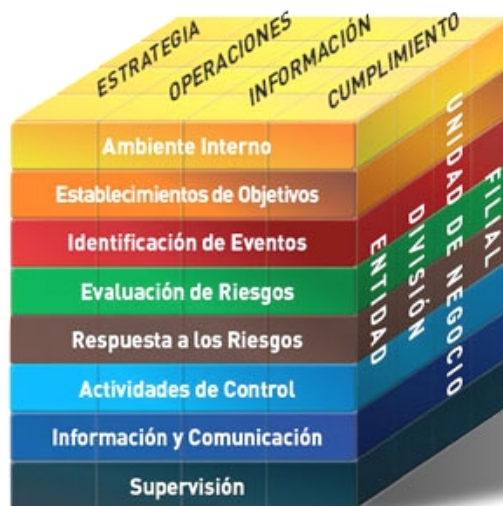 ESTRATEGIA
OPERACIONES
INFORMACIÓN
CUMPLIMIENTO
Ambiente Interno
Establecimientos de Objetivos
Identificación de Eventos
Evaluación de Riesgos
Respuesta a los Riesgos
Actividades de Control
Información y Comunicación
Supervisión
ENTIDAD
DIVISIÓN
UNIDAD DE NEGOCIO
FILIAL